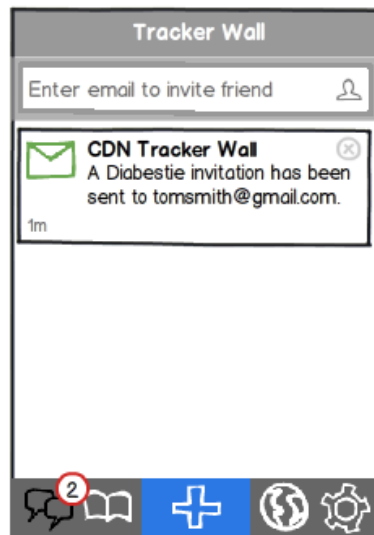 Tracker Wall
Enter email to invite friend
CDN Tracker Wall
A Diabestie invitation has been
sent to tomsmith@gmail.com.
1m
2